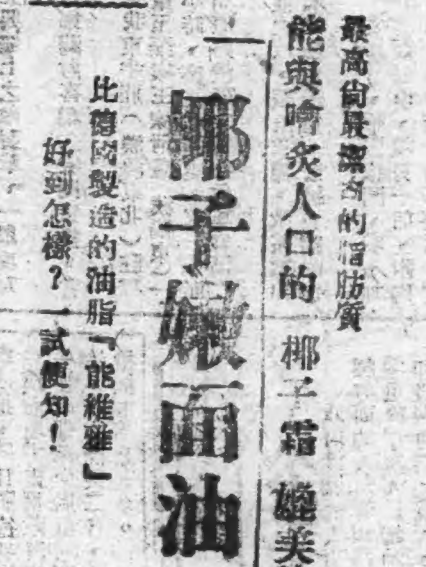 最高尚最潔白的脂肪質
能與噲炙人口的 椰子霜 媲美
椰子嫩面油
比德國製造的油脂「能維雅」
好到怎樣？一試便知！